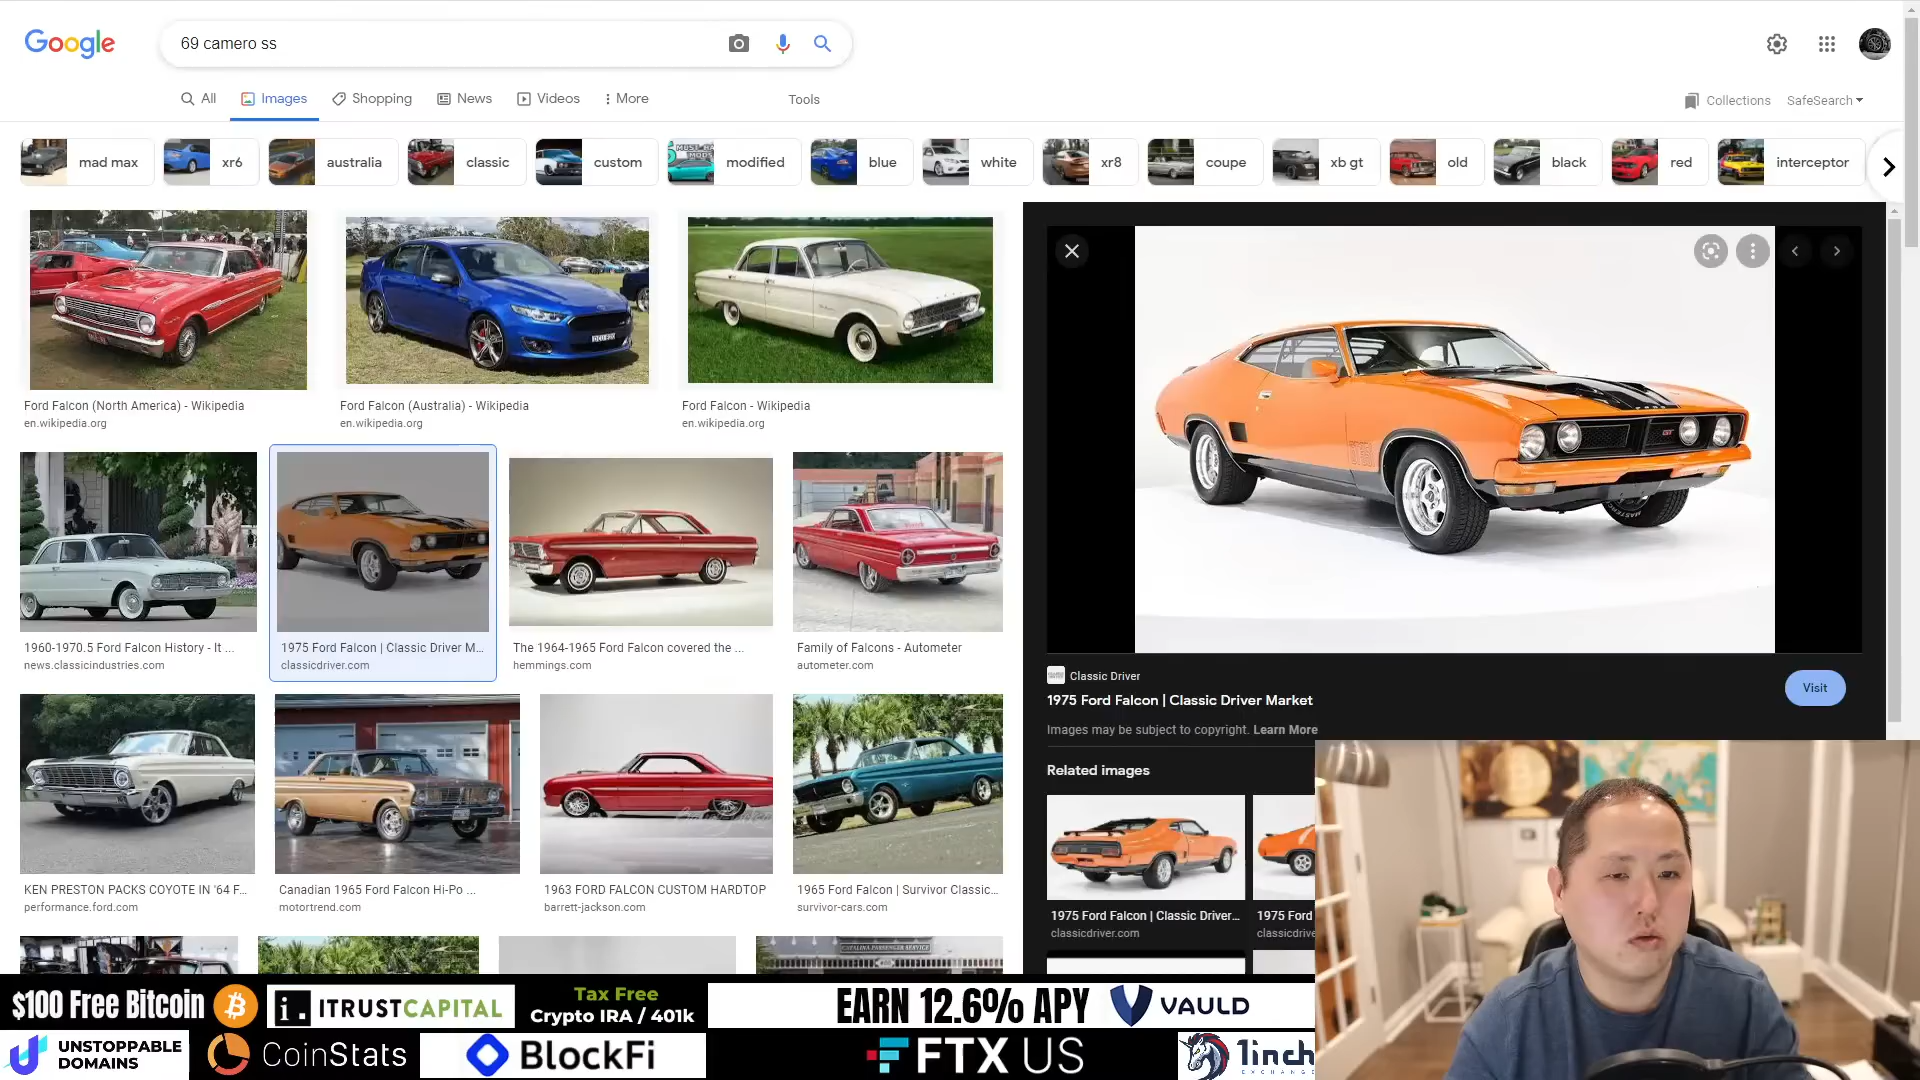 Google
69 camero ss
All
Images
Shopping
News
Videos
More
Tools
Collections
SafeSearch
mad max
xr6
australia
classic
custom
modified
blue
white
xr8
coupe
xb gt
old
black
red
interceptor
Ford Falcon (North America) - Wikipedia
en.wikipedia.org
Ford Falcon (Australia) - Wikipedia
en.wikipedia.org
Ford Falcon - Wikipedia
en.wikipedia.org
1960-1970.5 Ford Falcon History - It ...
news.classicindustries.com
1975 Ford Falcon | Classic Driver M...
classicdriver.com
The 1964-1965 Ford Falcon covered the ...
hemmings.com
Family of Falcons - Autometer
autometer.com
KEN PRESTON PACKS COYOTE IN '64 F...
performance.ford.com
Canadian 1965 Ford Falcon Hi-Po ...
motortrend.com
1963 FORD FALCON CUSTOM HARDTOP
barrett-jackson.com
1965 Ford Falcon | Survivor Classic...
survivor-cars.com
Classic Driver
1975 Ford Falcon | Classic Driver Market
Visit
Images may be subject to copyright. Learn More
Related images
1975 Ford Falcon | Classic Driver...
classicdriver.com
1975 Ford
classicdrive
$100 Free Bitcoin
i. ITRUSTCAPITAL
Tax Free
Crypto IRA / 401k
EARN 12.6% APY
VAULD
UNSTOPPABLE
DOMAINS
CoinStats
BlockFi
FTX US
1inch
EXCHANGE